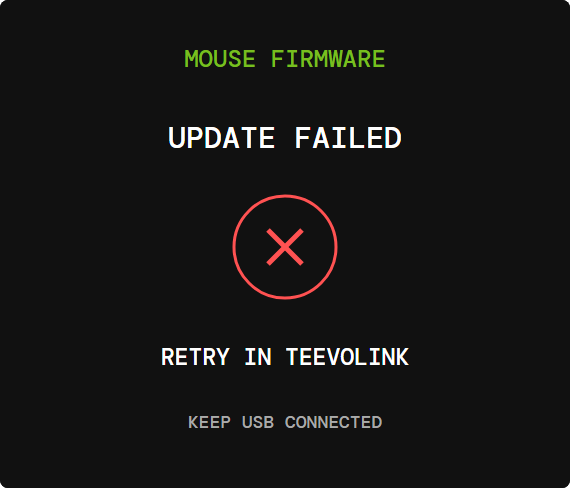 MOUSE FIRMWARE
UPDATE FAILED
RETRY IN TEEVOLINK
KEEP USB CONNECTED